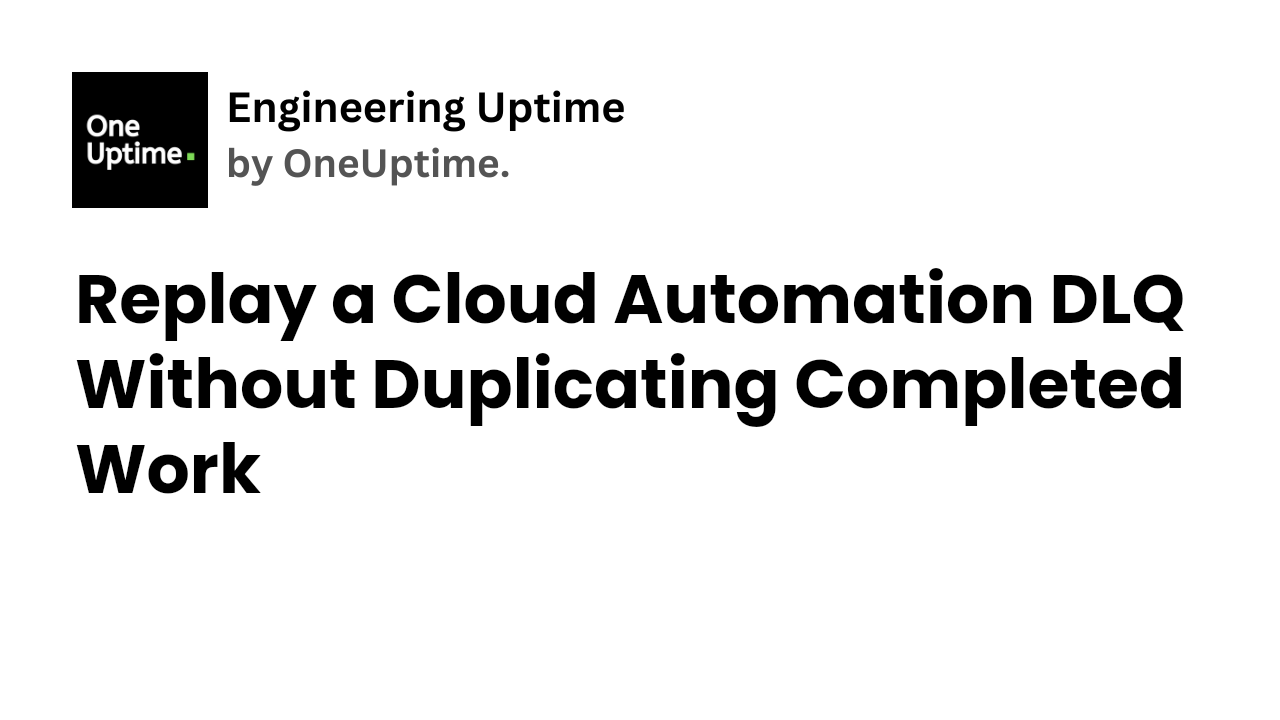 One
Uptime.
Engineering Uptime
by OneUptime.
Replay a Cloud Automation DLQ
Without Duplicating Completed
Work